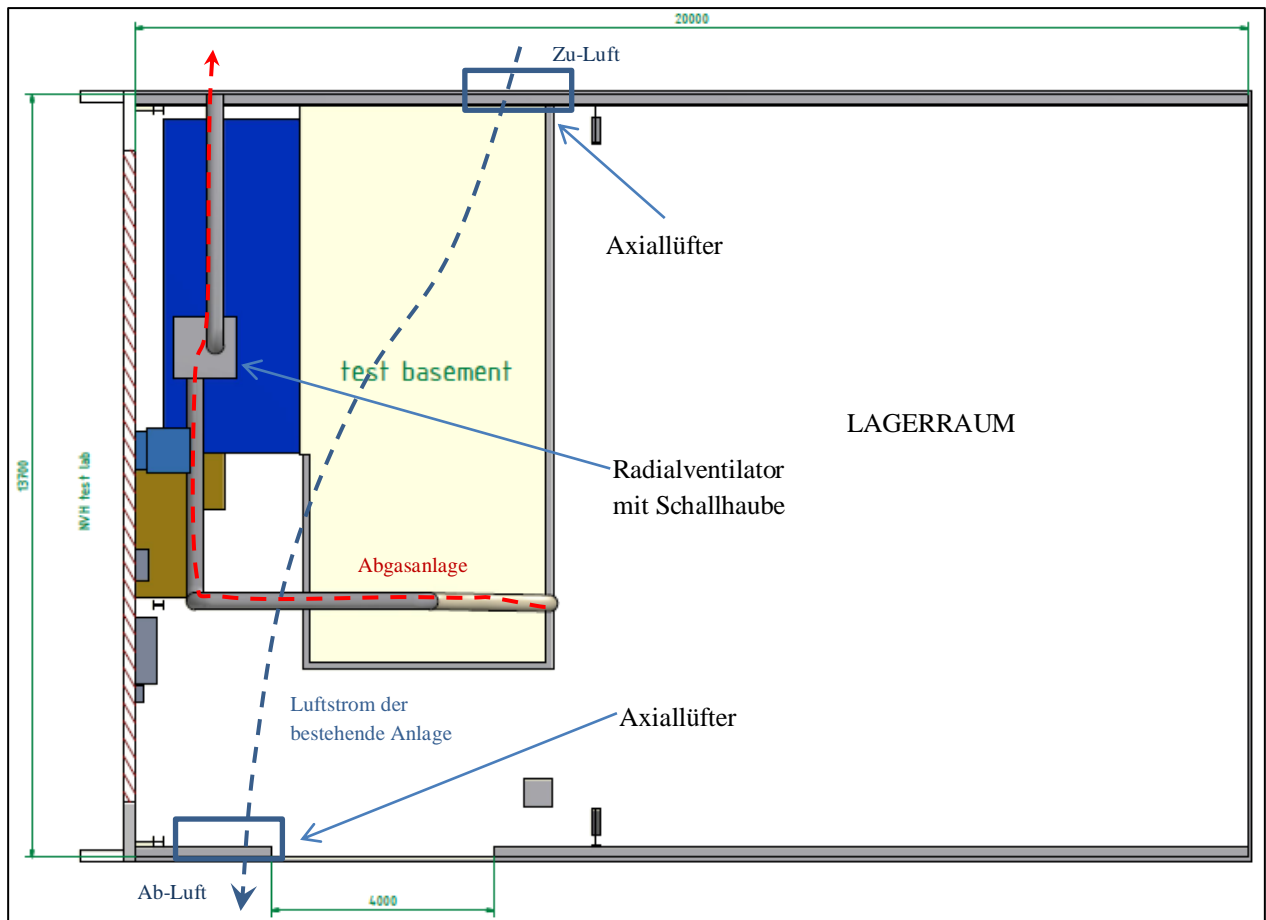 20000
Zu-Luft
Axiallüfter
test basement
LAGERRAUM
13700
NVH test lab
Radialventilator
mit Schallhaube
Abgasanlage
Luftstrom der
bestehende Anlage
Axiallüfter
Ab-Luft
4000